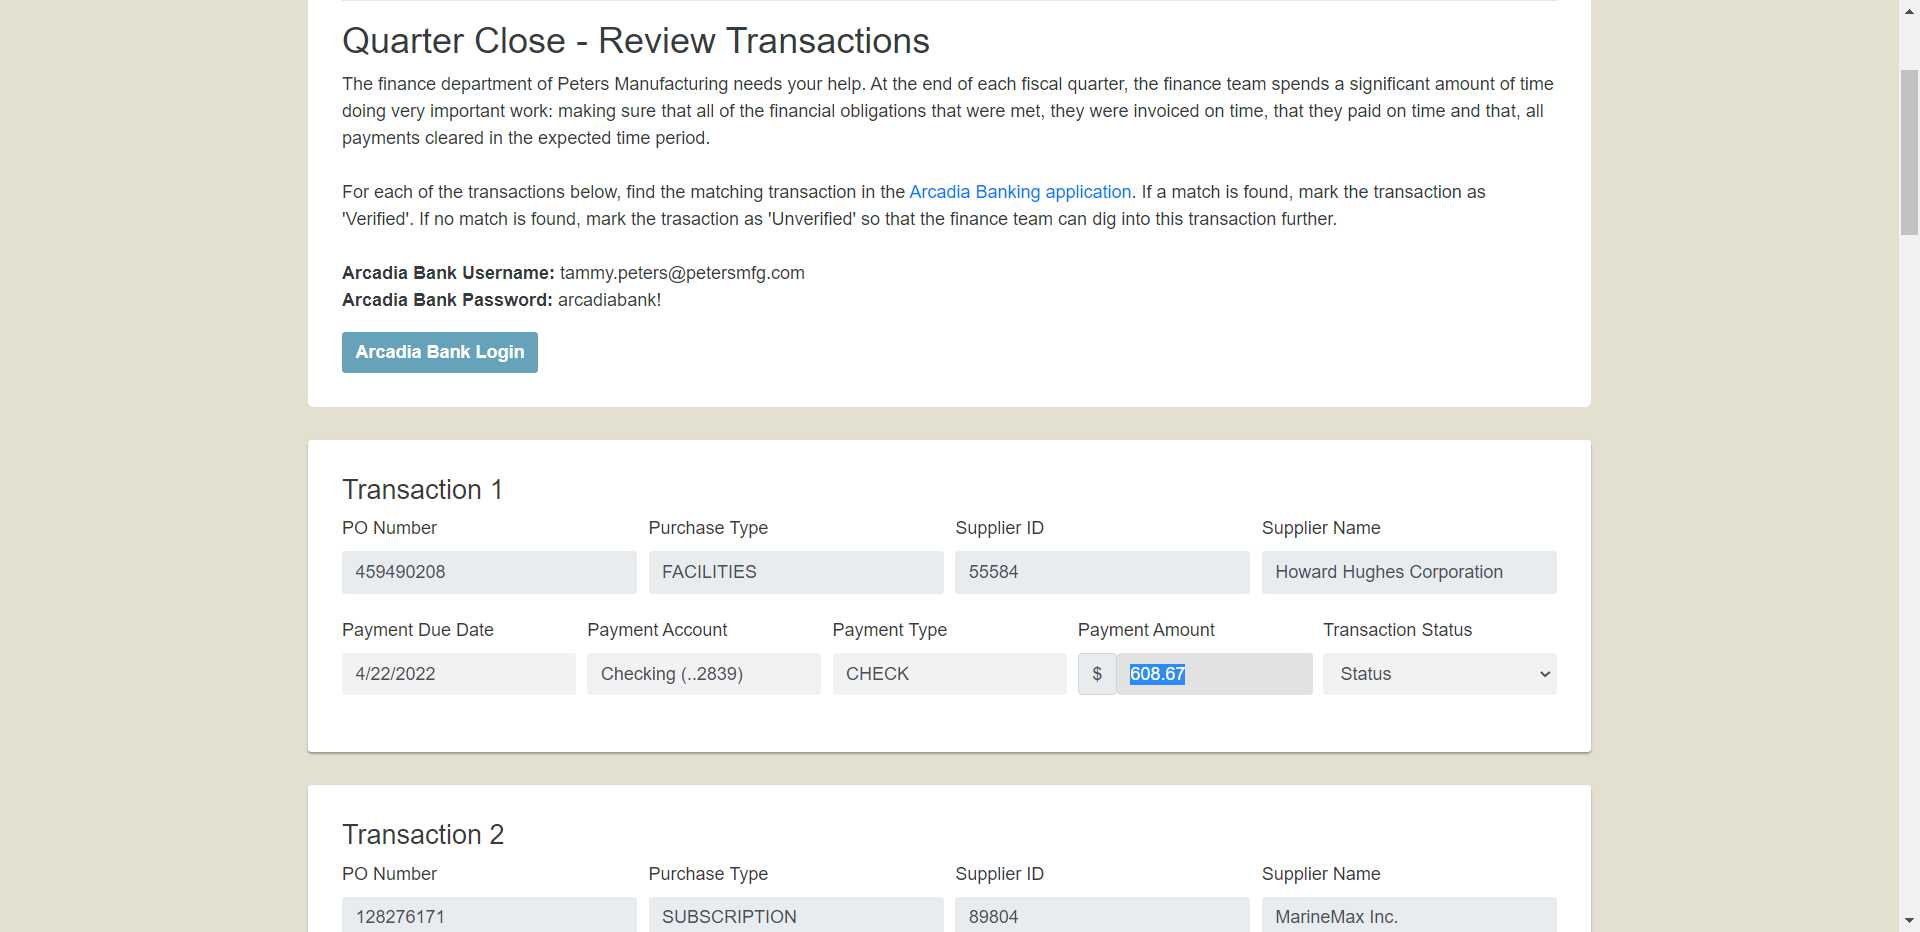 Quarter Close - Review Transactions
The finance department of Peters Manufacturing needs your help. At the end of each fiscal quarter, the finance team spends a significant amount of time
doing very important work: making sure that all of the financial obligations that were met, they were invoiced on time, that they paid on time and that, all
payments cleared in the expected time period.
For each of the transactions below, find the matching transaction in the Arcadia Banking application. If a match is found, mark the transaction as
'Verified'. If no match is found, mark the trasaction as 'Unverified' so that the finance team can dig into this transaction further.
Arcadia Bank Username: tammy.peters@petersmfg.com
Arcadia Bank Password: arcadiabank!
Arcadia Bank Login
Transaction 1
PO Number Purchase Type Supplier ID Supplier Name
459490208 FACILITIES 55584 Howard Hughes Corporation
Payment Due Date Payment Account Payment Type Payment Amount Transaction Status
4/22/2022 Checking (..2839) CHECK $ 608.67 Status
Transaction 2
PO Number Purchase Type Supplier ID Supplier Name
128276171 SUBSCRIPTION 89804 MarineMax Inc.